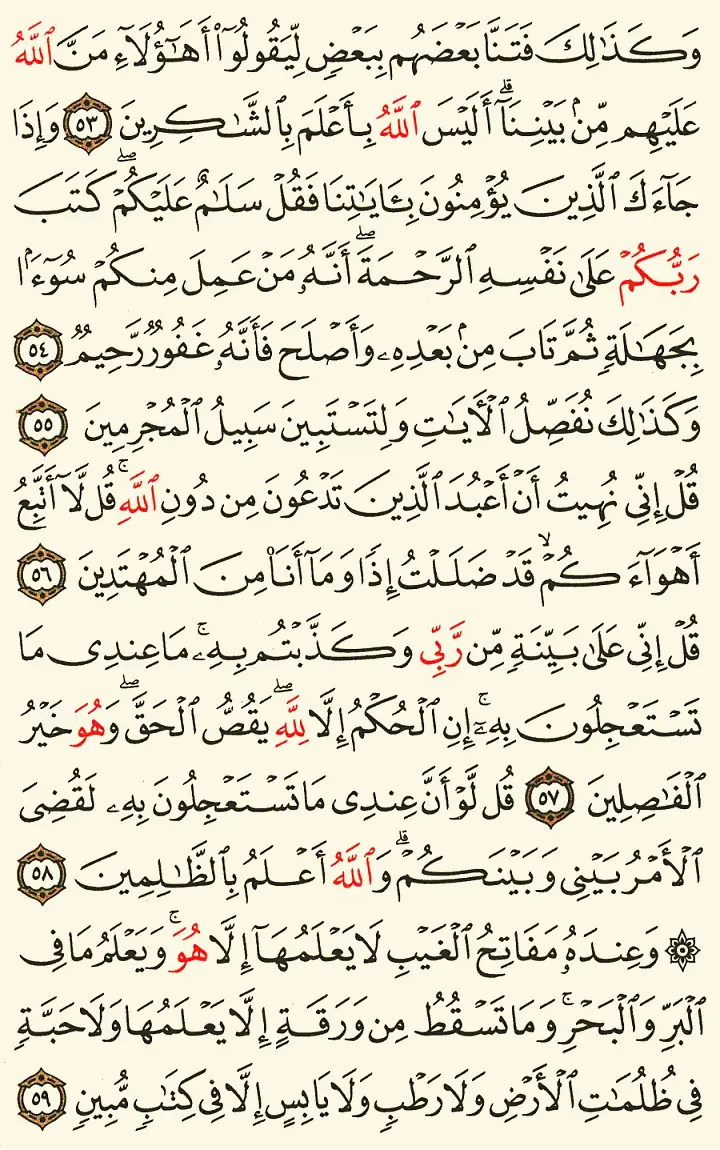 وَكَذَٰلِكَ فَتَنَّا بَعْضَهُم بِبَعْضٍ لِّيَقُولُوٓا۟ أَهَـٰٓؤُلَآءِ مَنَّ ٱللَّهُ
عَلَيْهِم مِّنۢ بَيْنِنَآ ۗ أَلَيْسَ ٱللَّهُ بِأَعْلَمَ بِٱلشَّـٰكِرِينَ ٥٣ وَإِذَا
جَآءَكَ ٱلَّذِينَ يُؤْمِنُونَ بِـَٔايَـٰتِنَا فَقُلْ سَلَـٰمٌ عَلَيْكُمْ ۖ كَتَبَ
رَبُّكُمْ عَلَىٰ نَفْسِهِ ٱلرَّحْمَةَ ۖ أَنَّهُۥ مَنْ عَمِلَ مِنكُمْ سُوٓءًۢا
بِجَهَـٰلَةٍ ثُمَّ تَابَ مِنۢ بَعْدِهِۦ وَأَصْلَحَ فَأَنَّهُۥ غَفُورٌ رَّحِيمٌ ٥٤
وَكَذَٰلِكَ نُفَصِّلُ ٱلْـَٔايَـٰتِ وَلِتَسْتَبِينَ سَبِيلُ ٱلْمُجْرِمِينَ ٥٥
قُلْ إِنِّى نُهِيتُ أَنْ أَعْبُدَ ٱلَّذِينَ تَدْعُونَ مِن دُونِ ٱللَّهِ ۚ قُل لَّآ أَتَّبِعُ
أَهْوَآءَكُمْ ۙ قَدْ ضَلَلْتُ إِذًا وَمَآ أَنَا۠ مِنَ ٱلْمُهْتَدِينَ ٥٦
قُلْ إِنِّى عَلَىٰ بَيِّنَةٍ مِّن رَّبِّى وَكَذَّبْتُم بِهِۦ ۚ مَا عِندِى مَا
تَسْتَعْجِلُونَ بِهِۦٓ ۚ إِنِ ٱلْحُكْمُ إِلَّا لِلَّهِ ۖ يَقُصُّ ٱلْحَقَّ ۖ وَهُوَ خَيْرُ
ٱلْفَـٰصِلِينَ ٥٧ قُل لَّوْ أَنَّ عِندِى مَا تَسْتَعْجِلُونَ بِهِۦ لَقُضِىَ
ٱلْأَمْرُ بَيْنِى وَبَيْنَكُمْ ۗ وَٱللَّهُ أَعْلَمُ بِٱلظَّـٰلِمِينَ ٥٨
۞ وَعِندَهُۥ مَفَاتِحُ ٱلْغَيْبِ لَا يَعْلَمُهَآ إِلَّا هُوَ ۚ وَيَعْلَمُ مَا فِى
ٱلْبَرِّ وَٱلْبَحْرِ ۚ وَمَا تَسْقُطُ مِن وَرَقَةٍ إِلَّا يَعْلَمُهَا وَلَا حَبَّةٍ
فِى ظُلُمَـٰتِ ٱلْأَرْضِ وَلَا رَطْبٍ وَلَا يَابِسٍ إِلَّا فِى كِتَـٰبٍ مُّبِينٍ ٥٩